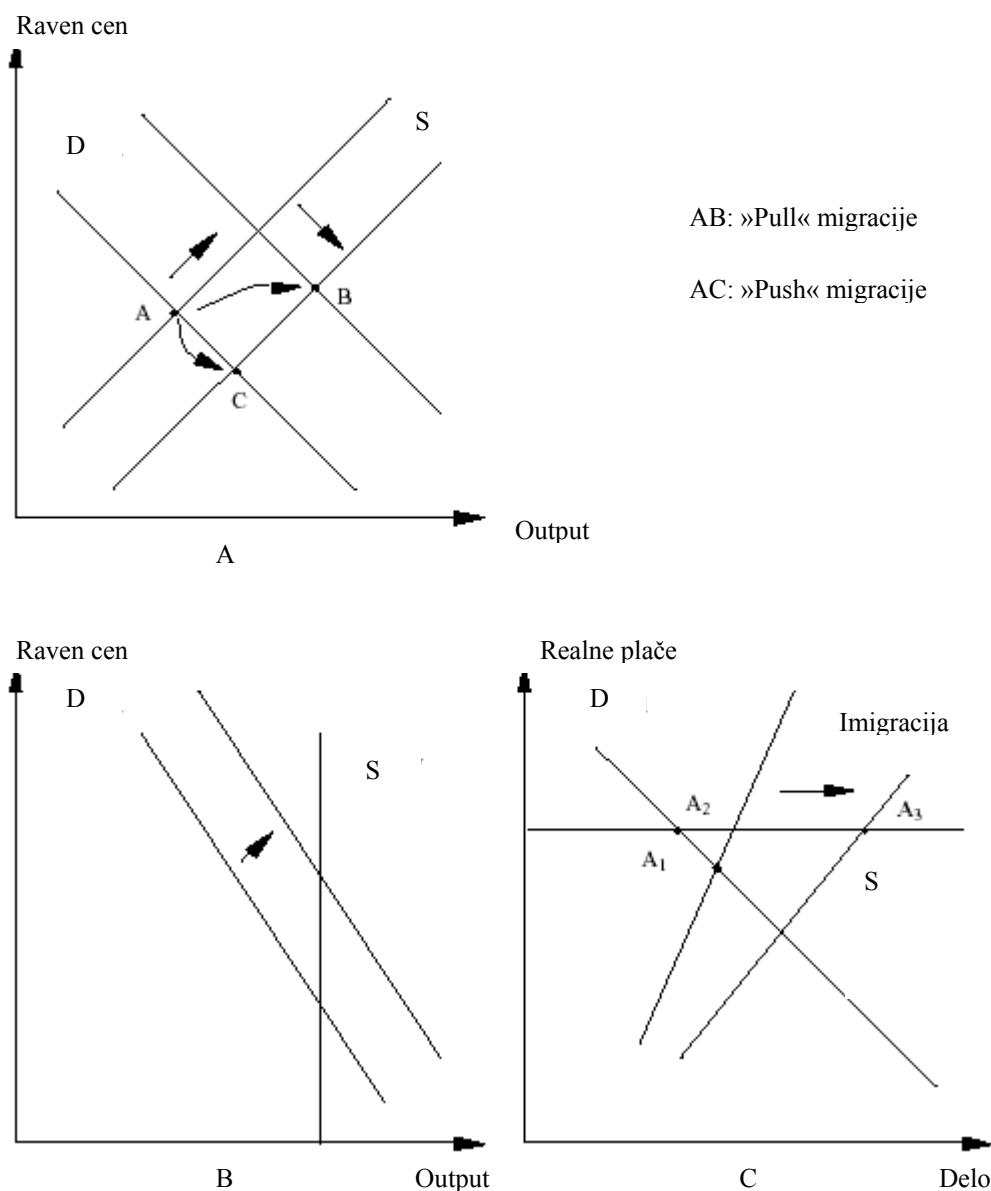 Raven cen
S
D
AB: »Pull« migracije
AC: »Push« migracije
A
B
C
Output
A
Raven cen
D
S
B
Output
Realne plače
D
Imigracija
A₂
A₃
A₁
S
C
Delo